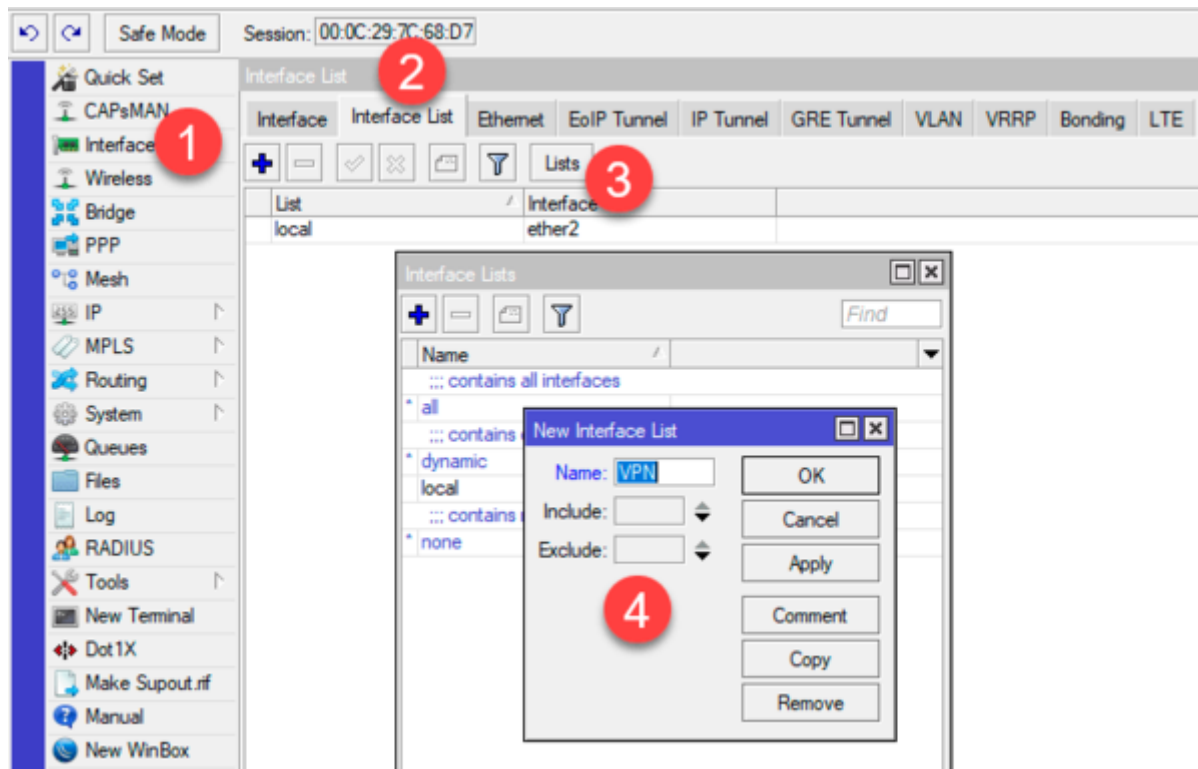 Safe Mode Session: 00:0C:29:7C:68:D7
Quick Set
CAPsMAN
Interface
Wireless
Bridge
PPP
Mesh
IP
MPLS
Routing
System
Queues
Files
Log
RADIUS
Tools
New Terminal
Dot1X
Make Supout.rif
Manual
New WinBox
1
Interface List
2
Interface Interface List Ethernet EoIP Tunnel IP Tunnel GRE Tunnel VLAN VRRP Bonding LTE
Lists
3
List Interface
local ether2
Interface Lists
Find
Name
;;; contains all interfaces
* all
;;; contains
* dynamic
local
;;; contains
* none
New Interface List
Name: VPN
Include:
Exclude:
4
OK
Cancel
Apply
Comment
Copy
Remove